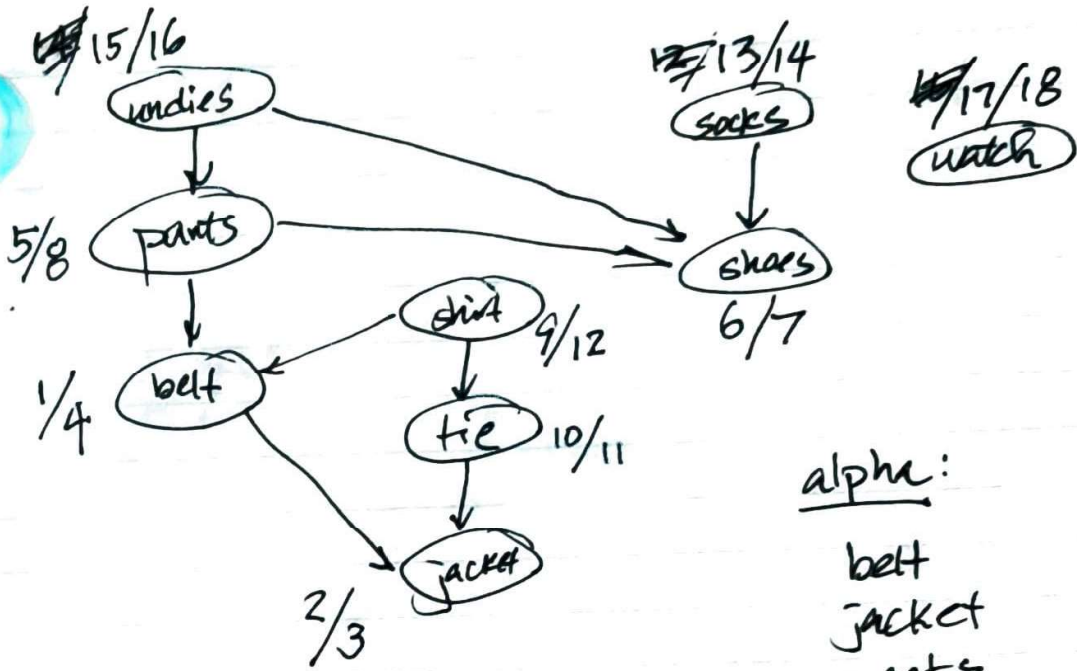 15/16
undies
13/14
socks
17/18
watch
5/8
pants
shoes
6/7
shirt
9/12
belt
1/4
tie
10/11
jacket
2/3
alpha:
belt
jacket